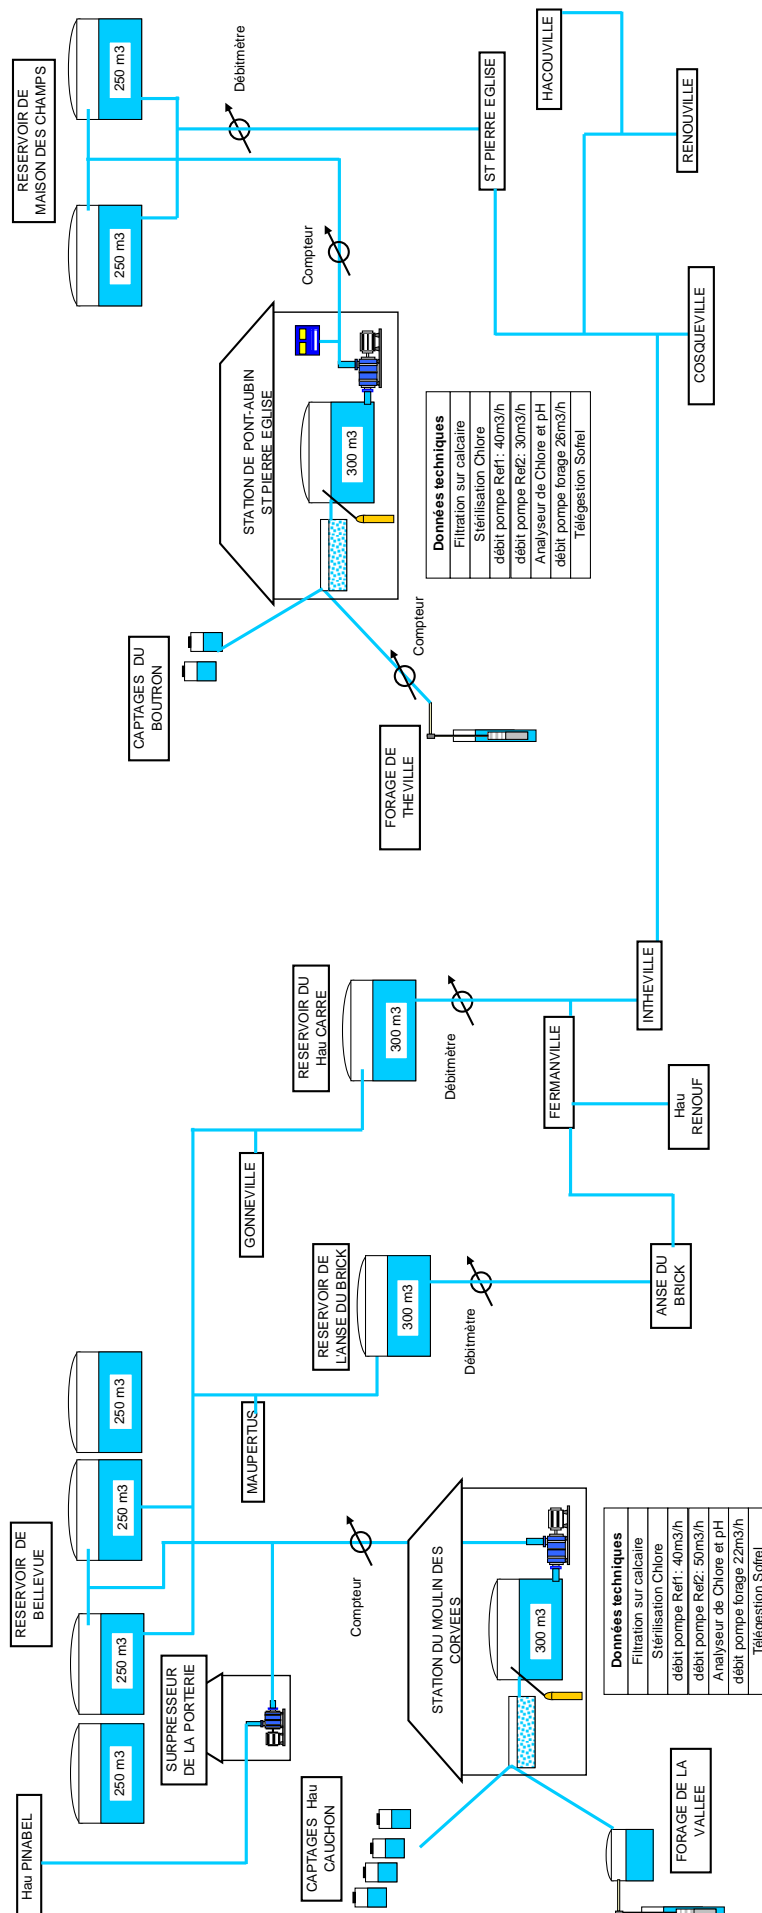 Hau PINABEL
250 m3
250 m3
RESERVOIR DE
BELLEVUE
250 m3
250 m3
SURPRESSEUR
DE LA PORTERIE
MAUPERTUS
GONNEVILLE
CAPTAGES Hau
CAUCHON
Compteur
STATION DU MOULIN DES
CORVEES
300 m3
FORAGE DE LA
VALLEE
Données techniques
Filtration sur calcaire
Stérilisation Chlore
débit pompe Ref1: 40m3/h
débit pompe Ref2: 50m3/h
Analyseur de Chlore et pH
débit pompe forage 22m3/h
Télégestion Sofrel
RESERVOIR DE
L'ANSE DU BRICK
300 m3
Débitmètre
ANSE DU
BRICK
RESERVOIR DU
Hau CARRE
300 m3
Débitmètre
FERMANVILLE
Hau
RENOUF
INTHEVILLE
RESERVOIR DE
MAISON DES CHAMPS
250 m3
250 m3
Débitmètre
Compteur
CAPTAGES DU
BOUTRON
STATION DE PONT-AUBIN
ST PIERRE EGLISE
300 m3
FORAGE DE
THEVILLE
Compteur
Données techniques
Filtration sur calcaire
Stérilisation Chlore
débit pompe Ref1: 40m3/h
débit pompe Ref2: 30m3/h
Analyseur de Chlore et pH
débit pompe forage 26m3/h
Télégestion Sofrel
ST PIERRE EGLISE
HACOUVILLE
RENOUVILLE
COSQUEVILLE